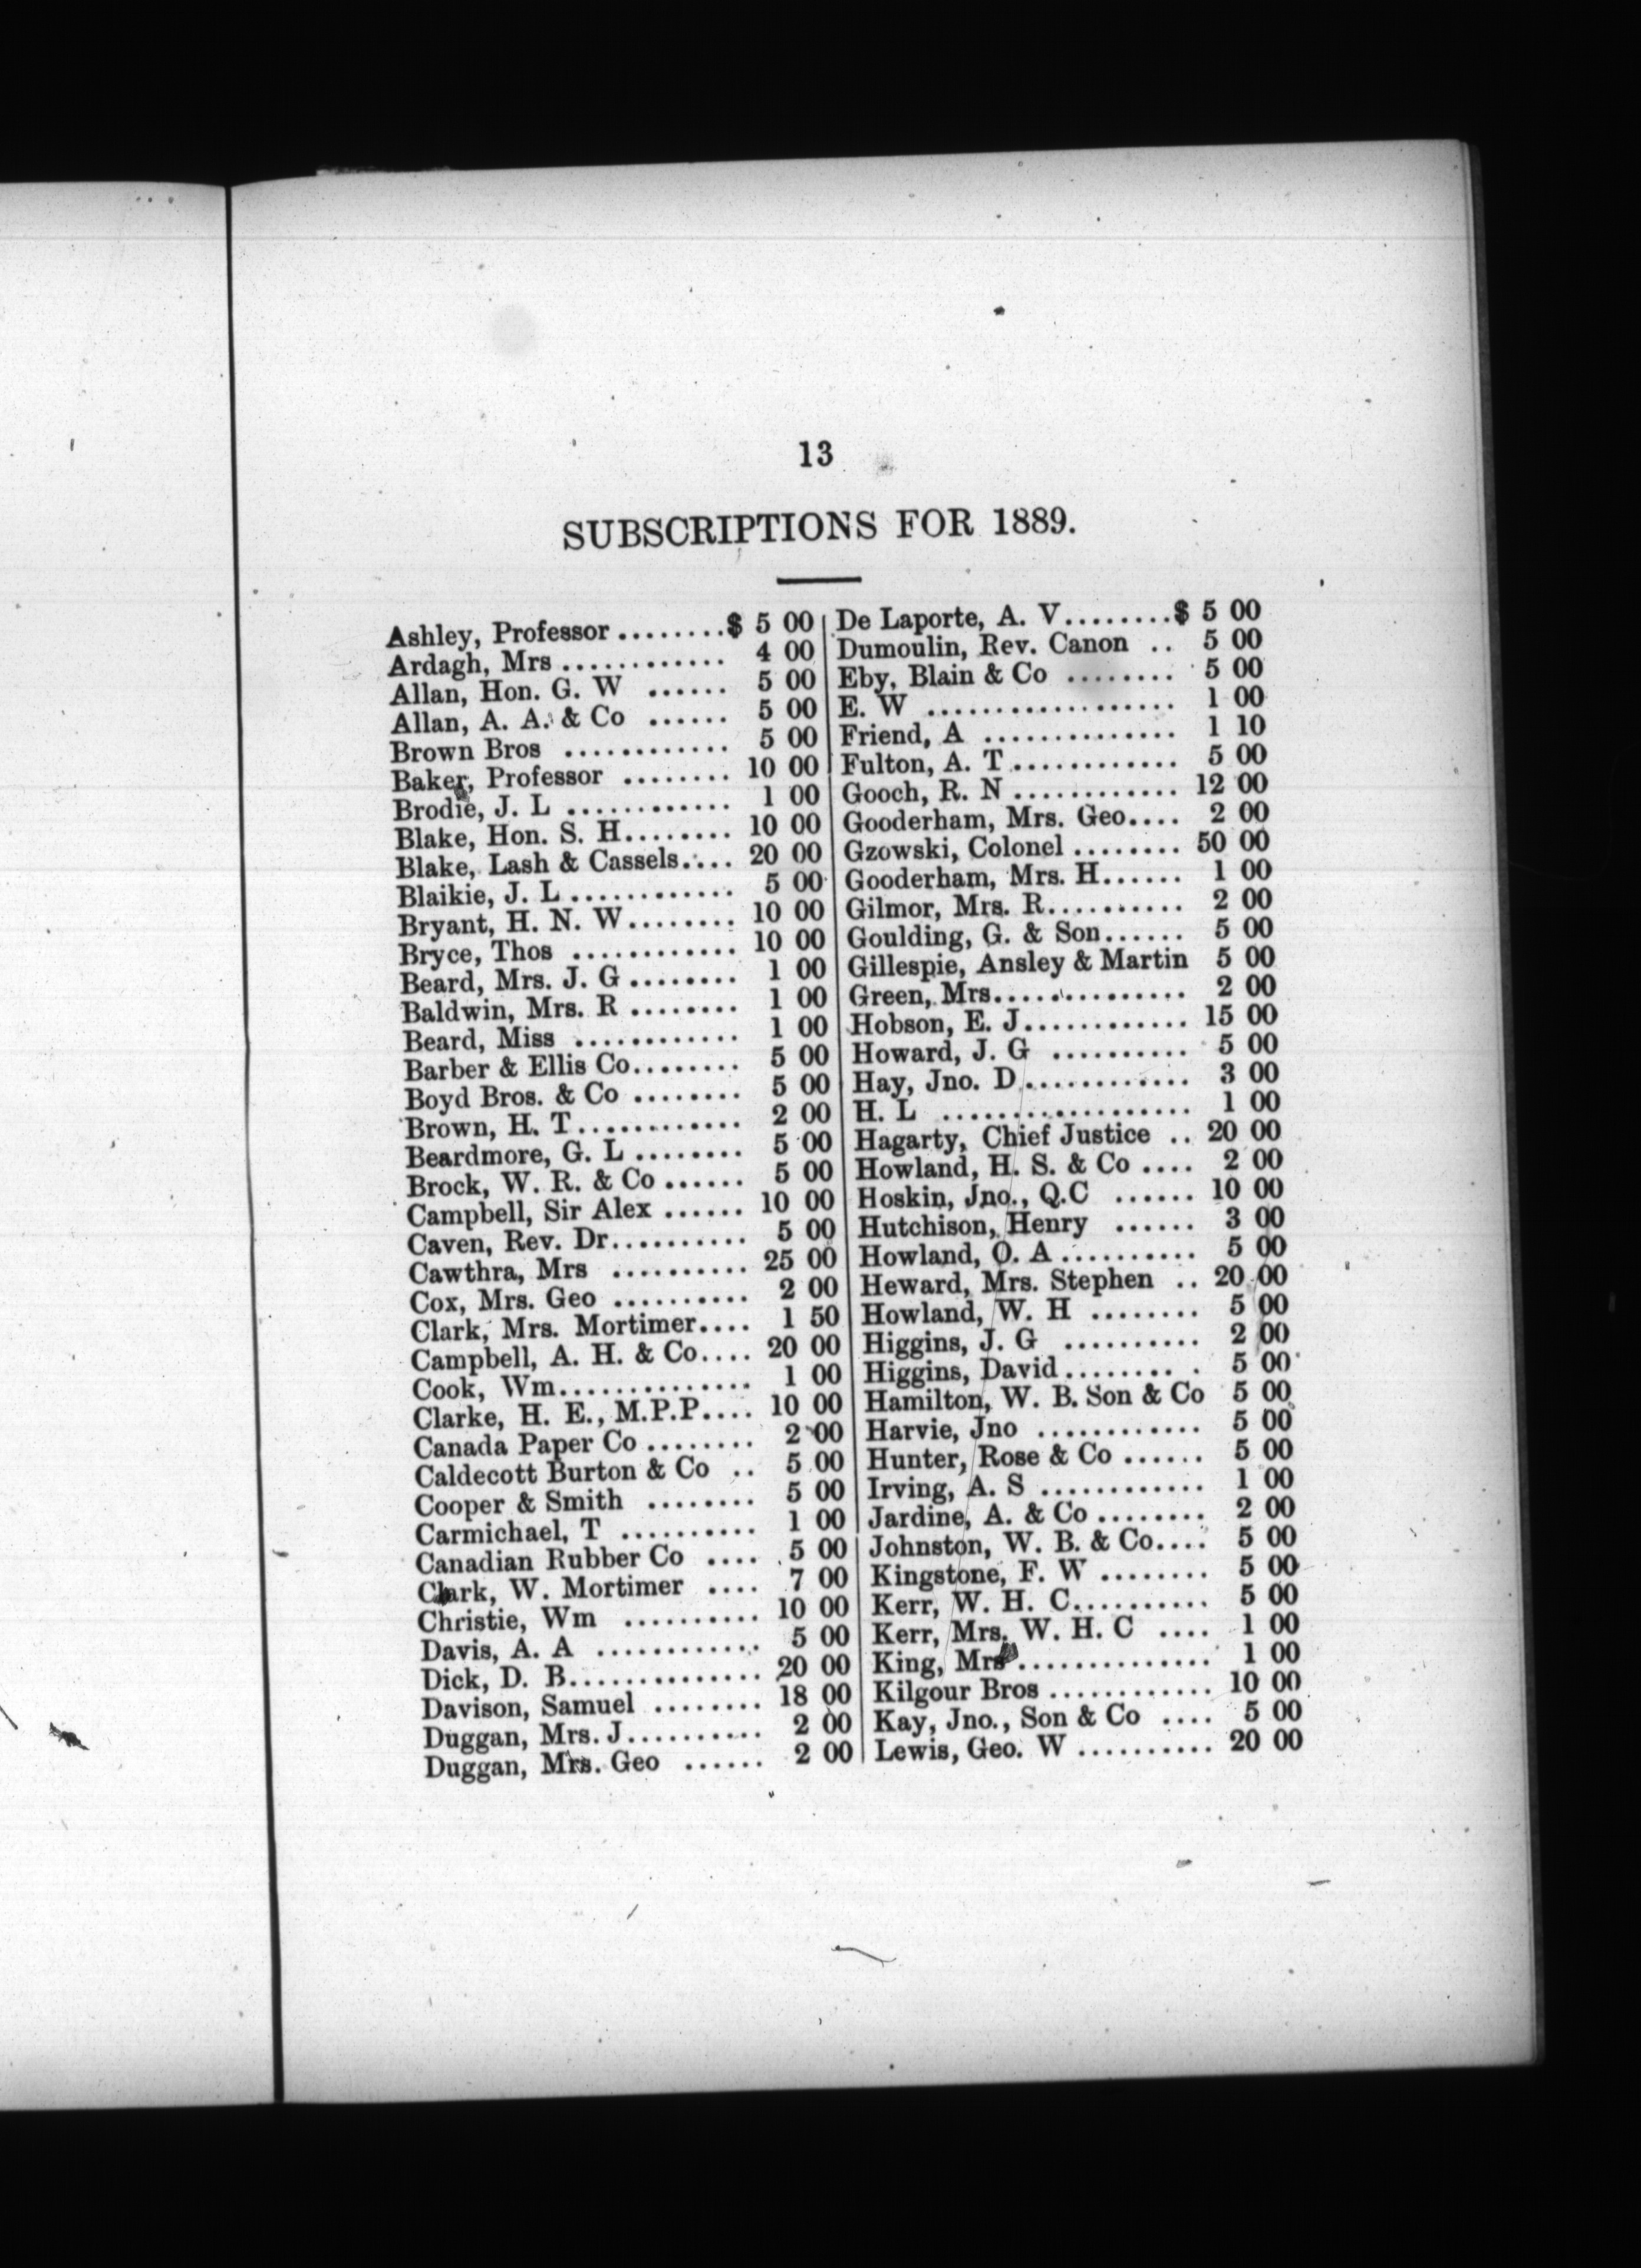 13
SUBSCRIPTIONS FOR 1889.
Ashley, Professor ........$ 5 00
Ardagh, Mrs ............ 4 00
Allan, Hon. G. W ...... 5 00
Allan, A. A. & Co ...... 5 00
Brown Bros ............ 5 00
Baker, Professor ........ 10 00
Brodie, J. L ............ 1 00
Blake, Hon. S. H........ 10 00
Blake, Lash & Cassels.... 20 00
Blaikie, J. L ............ 5 00
Bryant, H. N. W........ 10 00
Bryce, Thos ............ 10 00
Beard, Mrs. J. G ........ 1 00
Baldwin, Mrs. R ........ 1 00
Beard, Miss ............ 1 00
Barber & Ellis Co........ 5 00
Boyd Bros. & Co ........ 5 00
Brown, H. T............ 2 00
Beardmore, G. L ........ 5 00
Brock, W. R. & Co ...... 5 00
Campbell, Sir Alex ...... 10 00
Caven, Rev. Dr.......... 5 00
Cawthra, Mrs .......... 25 00
Cox, Mrs. Geo .......... 2 00
Clark, Mrs. Mortimer.... 1 50
Campbell, A. H. & Co.... 20 00
Cook, Wm.............. 1 00
Clarke, H. E., M.P.P.... 10 00
Canada Paper Co ........ 2 00
Caldecott Burton & Co .. 5 00
Cooper & Smith ........ 5 00
Carmichael, T .......... 1 00
Canadian Rubber Co .... 5 00
Clark, W. Mortimer .... 7 00
Christie, Wm .......... 10 00
Davis, A. A ............ 5 00
Dick, D. B.............. 20 00
Davison, Samuel ........ 18 00
Duggan, Mrs. J.......... 2 00
Duggan, Mrs. Geo ...... 2 00
De Laporte, A. V........$ 5 00
Dumoulin, Rev. Canon .. 5 00
Eby, Blain & Co ........ 5 00
E. W .................. 1 00
Friend, A .............. 1 10
Fulton, A. T............ 5 00
Gooch, R. N ............ 12 00
Gooderham, Mrs. Geo.... 2 00
Gzowski, Colonel ........ 50 00
Gooderham, Mrs. H...... 1 00
Gilmor, Mrs. R.......... 2 00
Goulding, G. & Son...... 5 00
Gillespie, Ansley & Martin 5 00
Green, Mrs.............. 2 00
Hobson, E. J............ 15 00
Howard, J. G .......... 5 00
Hay, Jno. D............ 3 00
H. L .................. 1 00
Hagarty, Chief Justice .. 20 00
Howland, H. S. & Co .... 2 00
Hoskin, Jno., Q.C ...... 10 00
Hutchison, Henry ...... 3 00
Howland, O. A .......... 5 00
Heward, Mrs. Stephen .. 20 00
Howland, W. H ........ 5 00
Higgins, J. G .......... 2 00
Higgins, David.......... 5 00
Hamilton, W. B. Son & Co 5 00
Harvie, Jno ............ 5 00
Hunter, Rose & Co ...... 5 00
Irving, A. S ............ 1 00
Jardine, A. & Co ........ 2 00
Johnston, W. B. & Co.... 5 00
Kingstone, F. W ........ 5 00
Kerr, W. H. C.......... 5 00
Kerr, Mrs. W. H. C .... 1 00
King, Mrs .............. 1 00
Kilgour Bros ............ 10 00
Kay, Jno., Son & Co .... 5 00
Lewis, Geo. W .......... 20 00